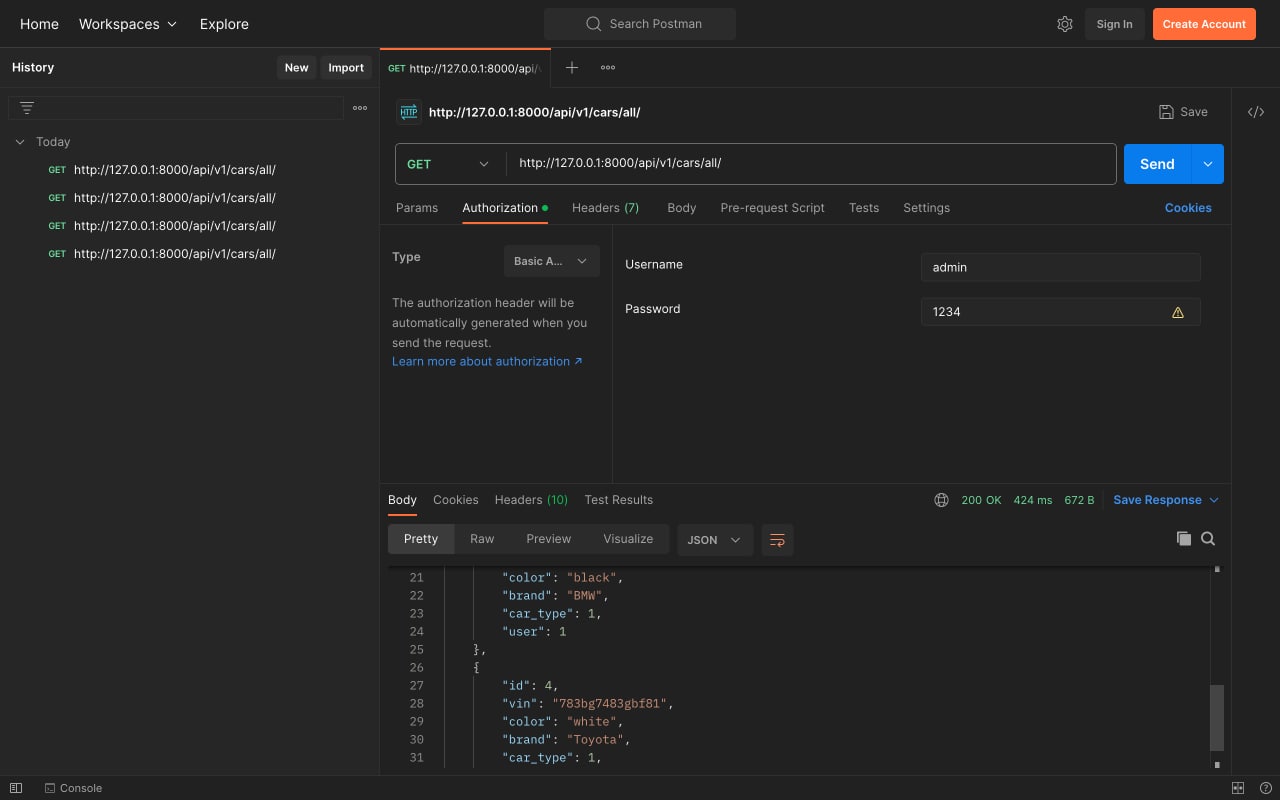 Home
Workspaces
Explore
Search Postman
Sign In
Create Account
History
New
Import
Today
GET http://127.0.0.1:8000/api/v1/cars/all/
GET http://127.0.0.1:8000/api/v1/cars/all/
GET http://127.0.0.1:8000/api/v1/cars/all/
GET http://127.0.0.1:8000/api/v1/cars/all/
GET http://127.0.0.1:8000/api/
HTTP http://127.0.0.1:8000/api/v1/cars/all/
Save
</>
GET
http://127.0.0.1:8000/api/v1/cars/all/
Send
Params
Authorization
Headers (7)
Body
Pre-request Script
Tests
Settings
Cookies
Type
Basic A...
The authorization header will be
automatically generated when you
send the request.
Learn more about authorization ↗
Username
admin
Password
1234
Body
Cookies
Headers (10)
Test Results
200 OK
424 ms
672 B
Save Response
Pretty
Raw
Preview
Visualize
JSON
21 "color": "black",
22 "brand": "BMW",
23 "car_type": 1,
24 "user": 1
25 },
26 {
27 "id": 4,
28 "vin": "783bg7483gbf81",
29 "color": "white",
30 "brand": "Toyota",
31 "car_type": 1,
Console